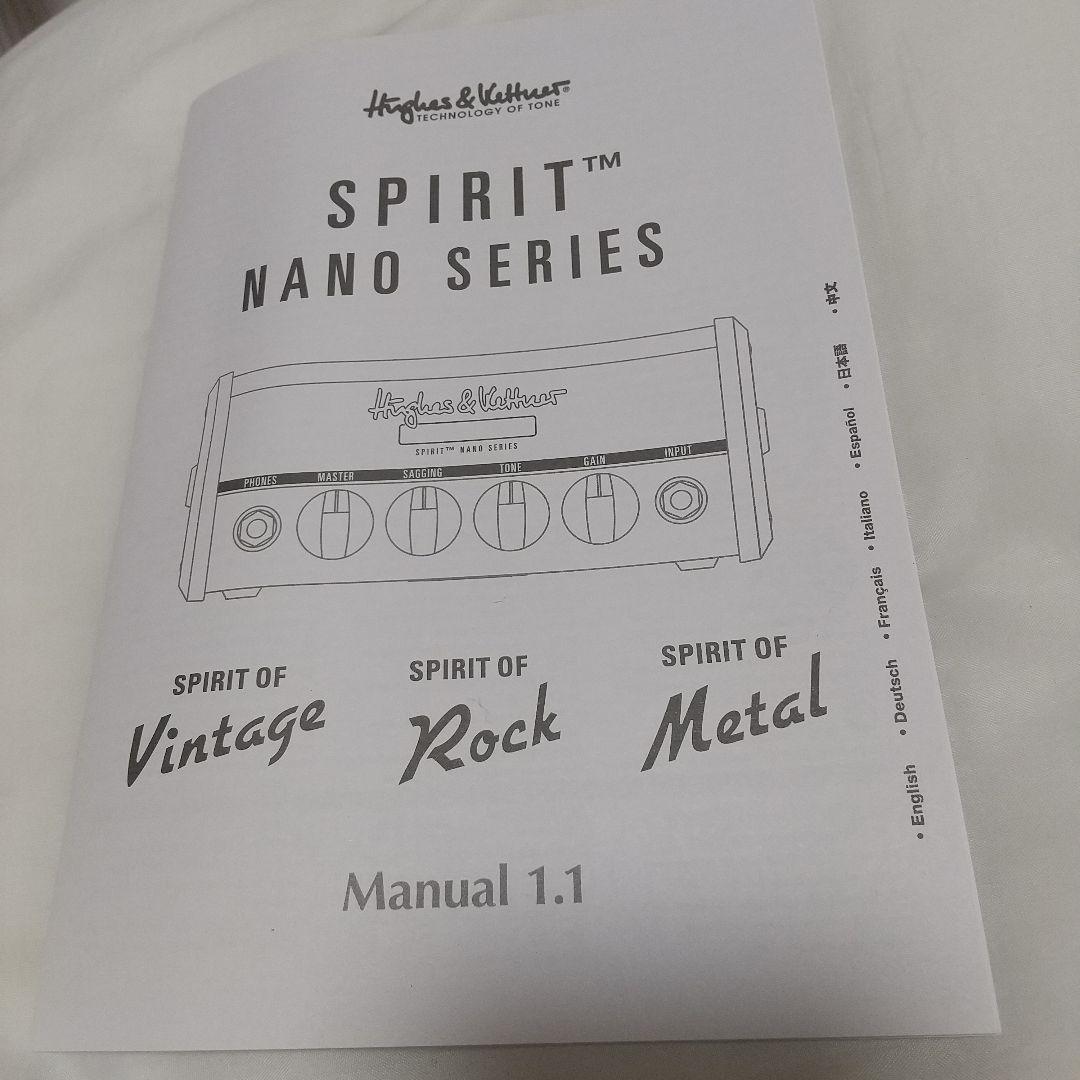 Hughes & Kettner®
TECHNOLOGY OF TONE
SPIRIT™
NANO SERIES
Hughes & Kettner
SPIRIT™ NANO SERIES
PHONES MASTER SAGGING TONE GAIN INPUT
SPIRIT OF
Vintage
SPIRIT OF
Rock
SPIRIT OF
Metal
Manual 1.1
• English • Deutsch • Français • Italiano • Español • 日本語 • 中文